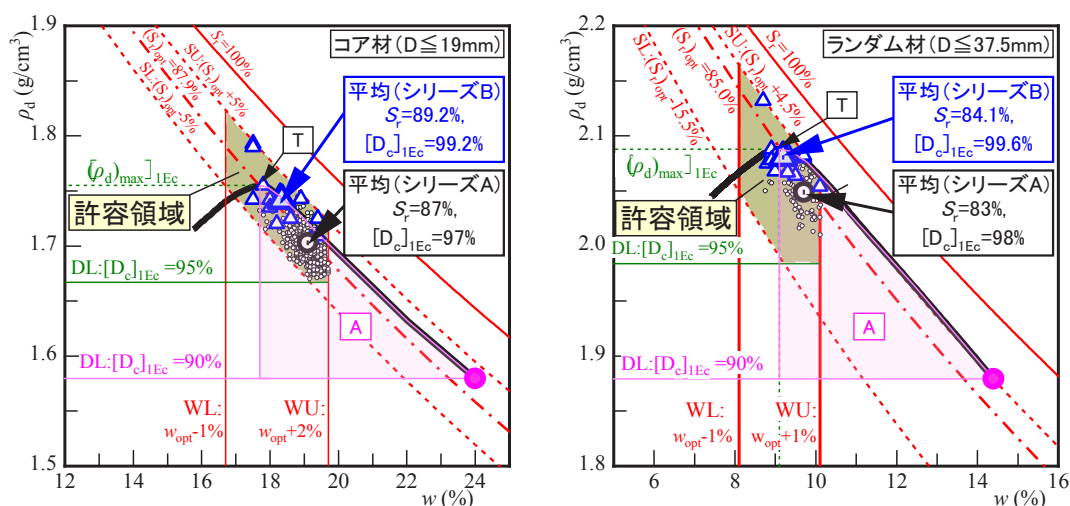 ρd (g/cm³)
1.9
1.8
1.7
1.6
1.5
12
14
16
18
20
22
24
w (%)
コア材(D≦19mm)
Sr=100%
SU:(Sr)opt+5%
(Sr)opt=87.9%
SL:(Sr)opt-5%
平均(シリーズB)
Sr=89.2%,
[Dc]1Ec=99.2%
T
(ρd)max]1Ec
許容領域
平均(シリーズA)
Sr=87%,
[Dc]1Ec=97%
DL:[Dc]1Ec=95%
A
DL:[Dc]1Ec=90%
WL:
wopt-1%
WU:
wopt+2%
ρd (g/cm³)
2.2
2.1
2.0
2.0
1.8
6
8
10
12
14
16
w (%)
ランダム材(D≦37.5mm)
Sr=100%
SU:(Sr)opt+4.5%
(Sr)opt=85.0%
SL:(Sr)opt-15.5%
平均(シリーズB)
Sr=84.1%,
[Dc]1Ec=99.6%
T
(ρd)max]1Ec
許容領域
平均(シリーズA)
Sr=83%,
[Dc]1Ec=98%
DL:[Dc]1Ec=95%
A
DL:[Dc]1Ec=90%
WL:
wopt-1%
WU:
wopt+1%